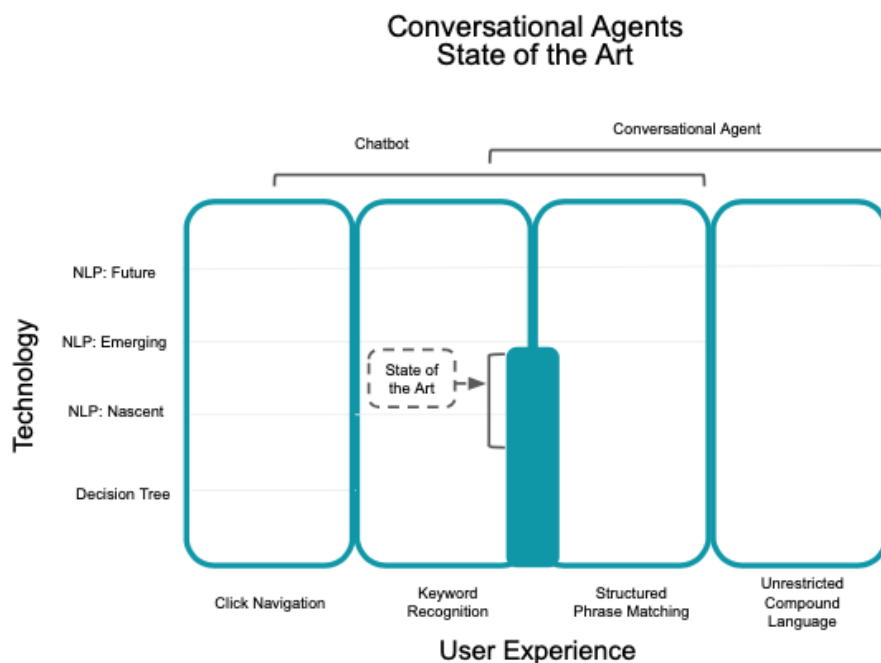 Conversational Agents
State of the Art
Conversational Agent
Chatbot
NLP: Future
NLP: Emerging
State of
the Art
NLP: Nascent
Decision Tree
Technology
Click Navigation
Keyword
Recognition
Structured
Phrase Matching
Unrestricted
Compound
Language
User Experience